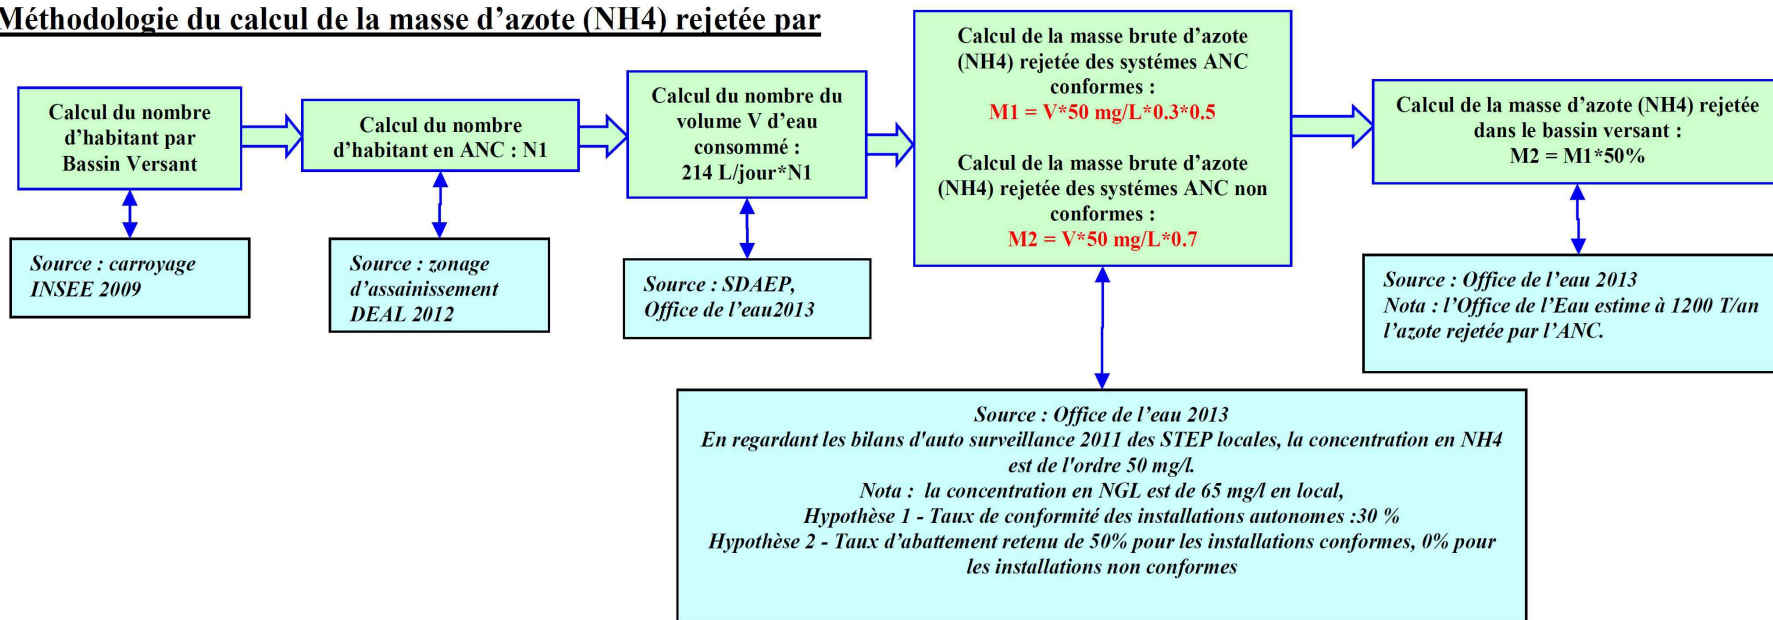 Méthodologie du calcul de la masse d’azote (NH4) rejetée par
Calcul du nombre
d’habitant par
Bassin Versant
Calcul du nombre
d’habitant en ANC : N1
Calcul du nombre du
volume V d’eau
consommé :
214 L/jour*N1
Calcul de la masse brute d’azote
(NH4) rejetée des systémes ANC
conformes :
M1 = V*50 mg/L*0.3*0.5
Calcul de la masse brute d’azote
(NH4) rejetée des systémes ANC non
conformes :
M2 = V*50 mg/L*0.7
Calcul de la masse d’azote (NH4) rejetée
dans le bassin versant :
M2 = M1*50%
Source : carroyage
INSEE 2009
Source : zonage
d’assainissement
DEAL 2012
Source : SDAEP,
Office de l’eau2013
Source : Office de l’eau 2013
Nota : l’Office de l’Eau estime à 1200 T/an
l’azote rejetée par l’ANC.
Source : Office de l’eau 2013
En regardant les bilans d'auto surveillance 2011 des STEP locales, la concentration en NH4
est de l'ordre 50 mg/l.
Nota :  la concentration en NGL est de 65 mg/l en local,
Hypothèse 1 - Taux de conformité des installations autonomes :30 %
Hypothèse 2 - Taux d’abattement retenu de 50% pour les installations conformes, 0% pour
les installations non conformes